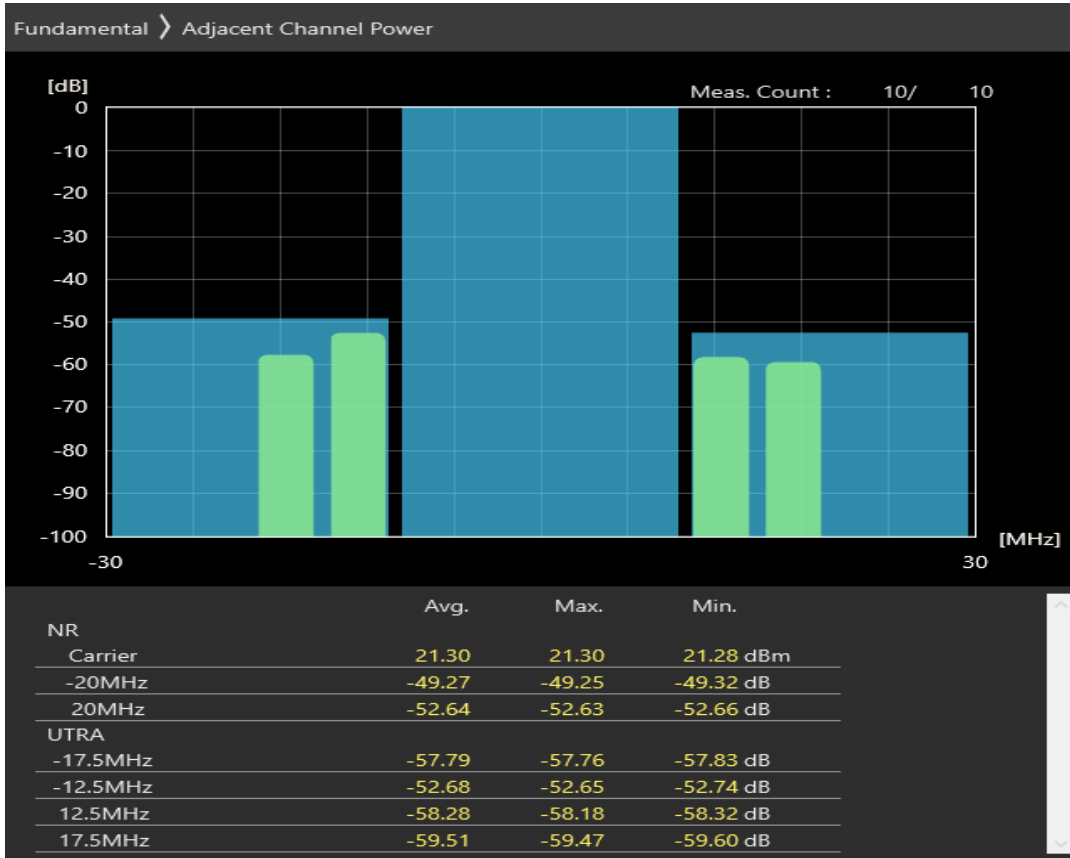 Fundamental 》 Adjacent Channel Power
[dB]
Meas. Count : 10/ 10
0
-10
-20
-30
-40
-50
-60
-70
-80
-90
-100
[MHz]
-30 30
Avg. Max. Min.
NR
Carrier 21.30 21.30 21.28 dBm
-20MHz -49.27 -49.25 -49.32 dB
20MHz -52.64 -52.63 -52.66 dB
UTRA
-17.5MHz -57.79 -57.76 -57.83 dB
-12.5MHz -52.68 -52.65 -52.74 dB
12.5MHz -58.28 -58.18 -58.32 dB
17.5MHz -59.51 -59.47 -59.60 dB